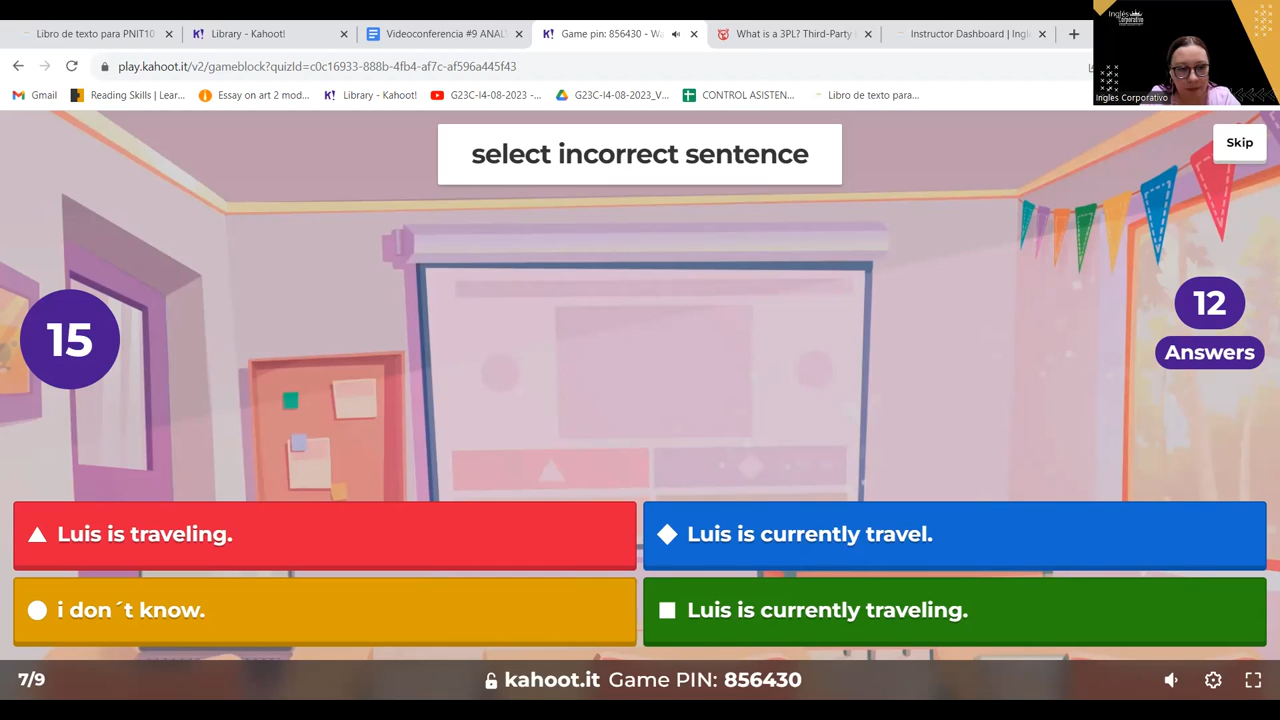 Libro de texto para PNIT10
Library - Kahoot!
Videoconferencia #9 ANAL
Game pin: 856430 - Wa
What is a 3PL? Third-Party
Instructor Dashboard | Ingl
play.kahoot.it/v2/gameblock?quizId=c0c16933-888b-4fb4-af7c-af596a445f43
Gmail
Reading Skills | Lear...
Essay on art 2 mod...
Library - Kahoot!
G23C-I4-08-2023 -...
G23C-I4-08-2023_V...
CONTROL ASISTEN...
Libro de texto para...
Inglés
Corporativo
Ingles Corporativo
select incorrect sentence
Skip
15
12
Answers
Luis is traveling.
Luis is currently travel.
i don´t know.
Luis is currently traveling.
7/9
kahoot.it Game PIN: 856430